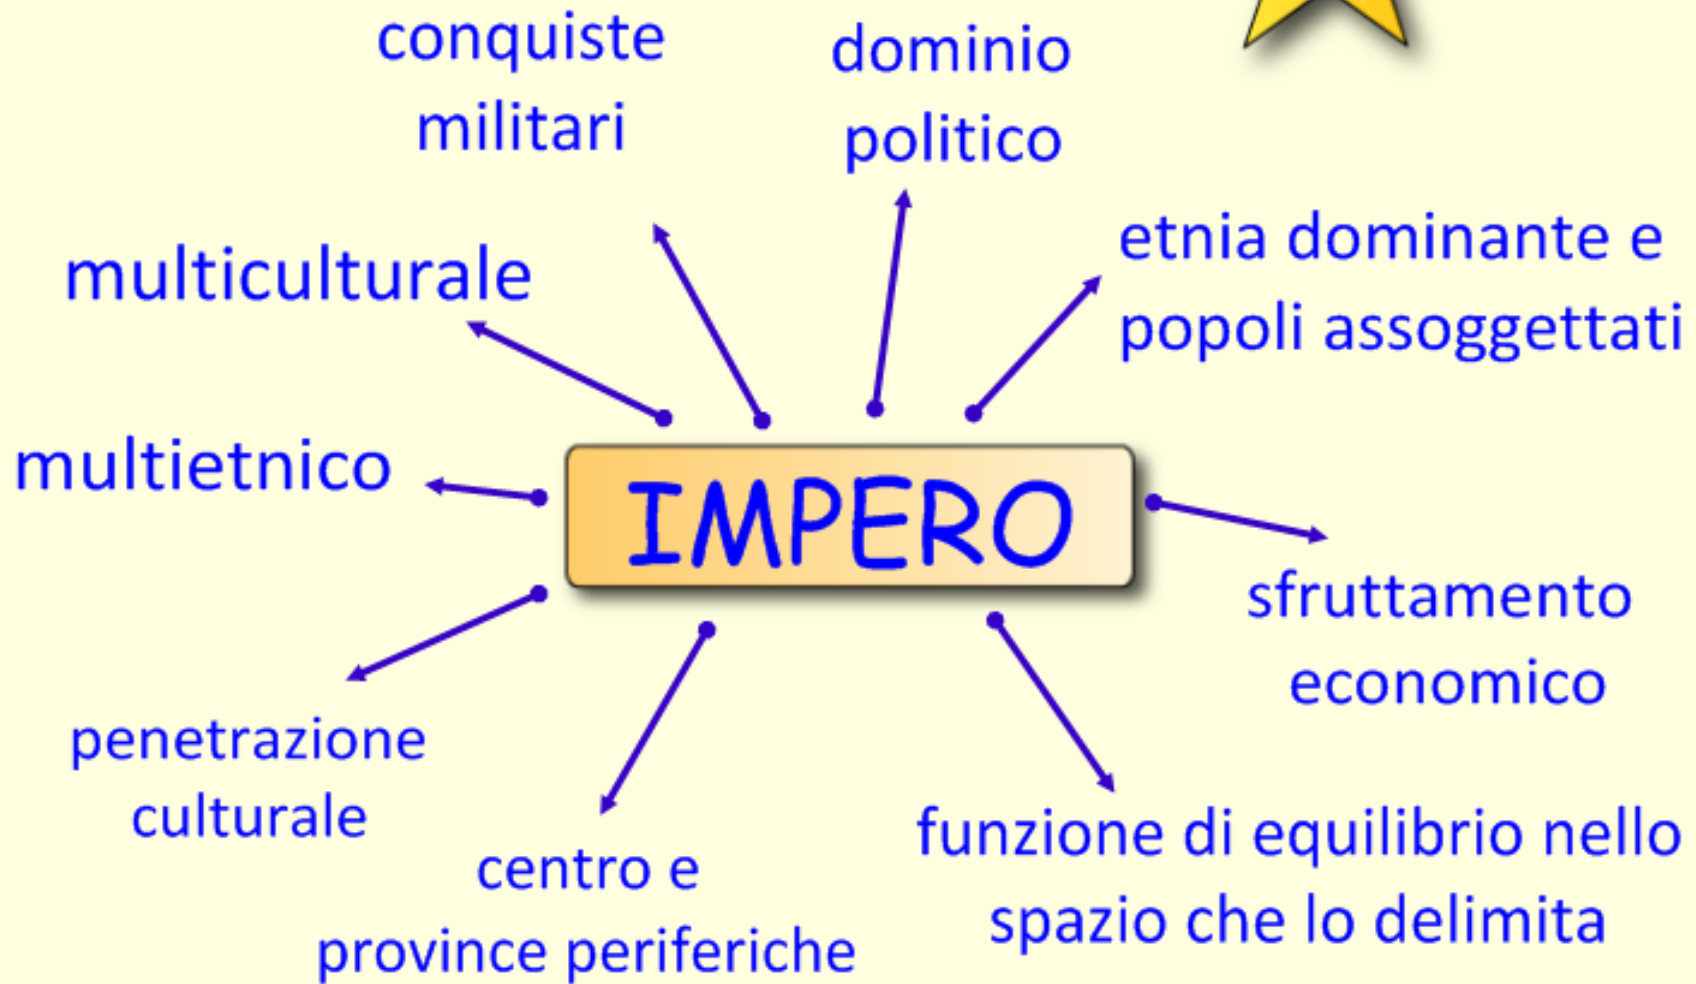 conquiste
militari
dominio
politico
etnia dominante e
popoli assoggettati
multiculturale
multietnico
IMPERO
sfruttamento
economico
penetrazione
culturale
centro e
province periferiche
funzione di equilibrio nello
spazio che lo delimita